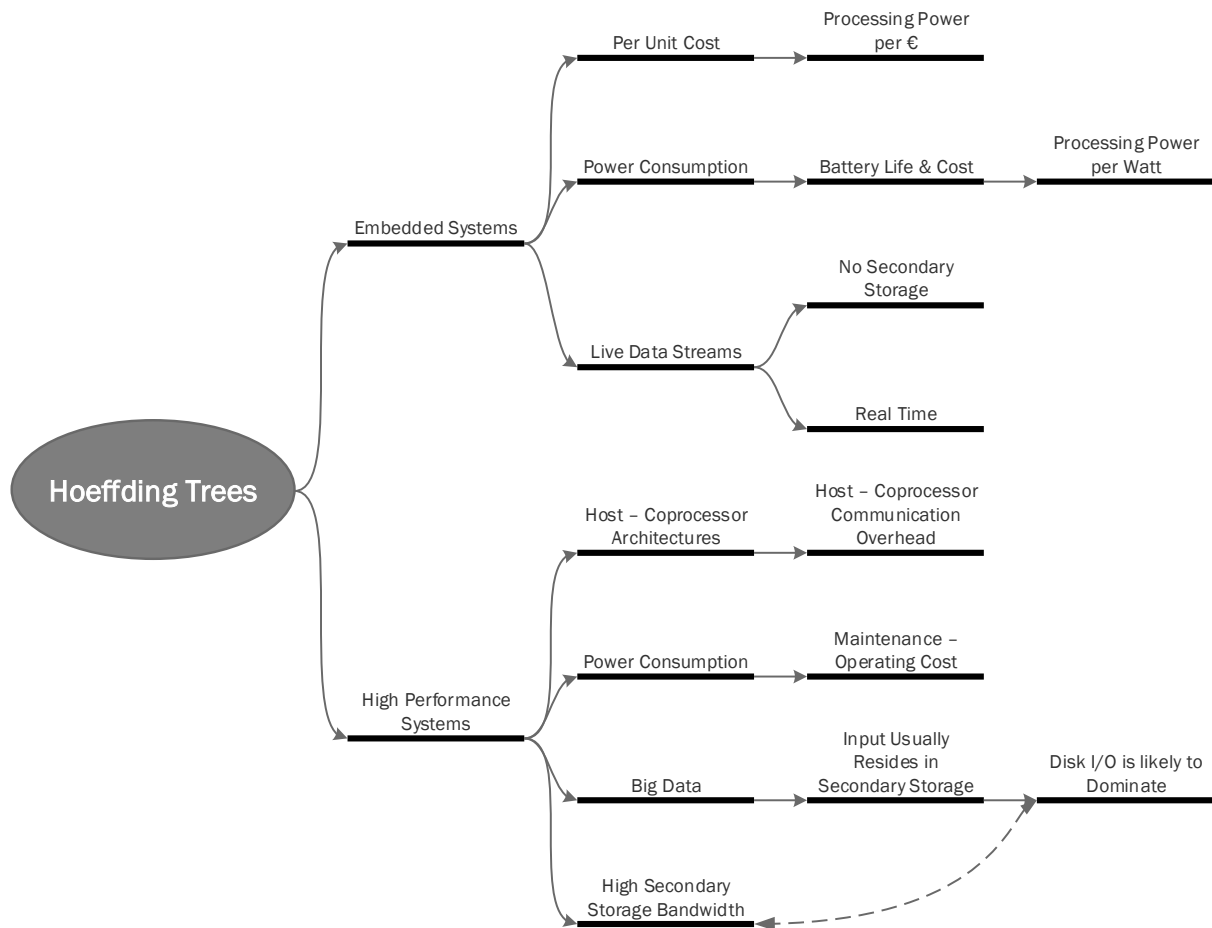 Processing Power
per €
Per Unit Cost
Processing Power
per Watt
Power Consumption
Battery Life & Cost
Embedded Systems
No Secondary
Storage
Live Data Streams
Real Time
Hoeffding Trees
Host – Coprocessor
Architectures
Host – Coprocessor
Communication
Overhead
Maintenance –
Operating Cost
Power Consumption
High Performance
Systems
Input Usually
Resides in
Secondary Storage
Disk I/O is likely to
Dominate
Big Data
High Secondary
Storage Bandwidth